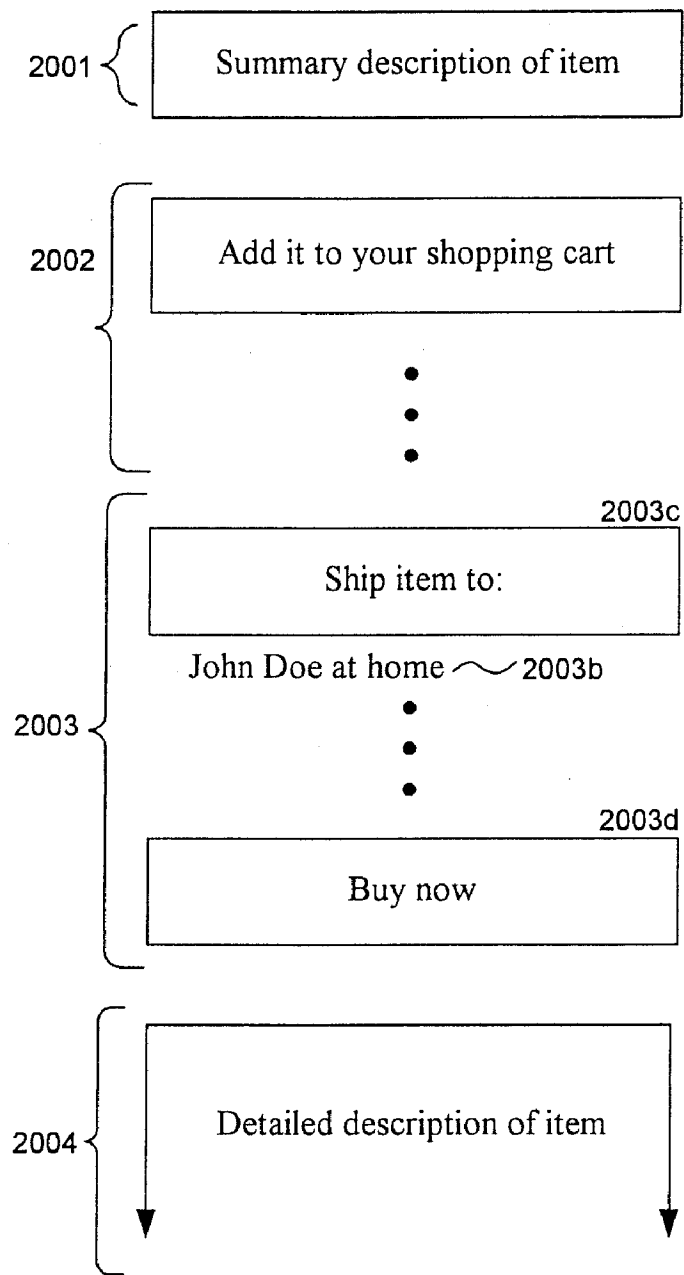 2001 Summary description of item
2002 Add it to your shopping cart
2003c
Ship item to:
John Doe at home 2003b
2003
2003d
Buy now
2004 Detailed description of item